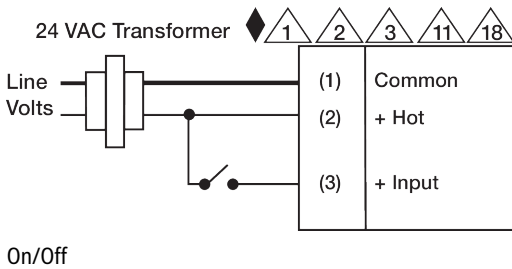 24 VAC Transformer 1 2 3 11 18
Line (1) Common
Volts (2) + Hot
(3) + Input
On/Off